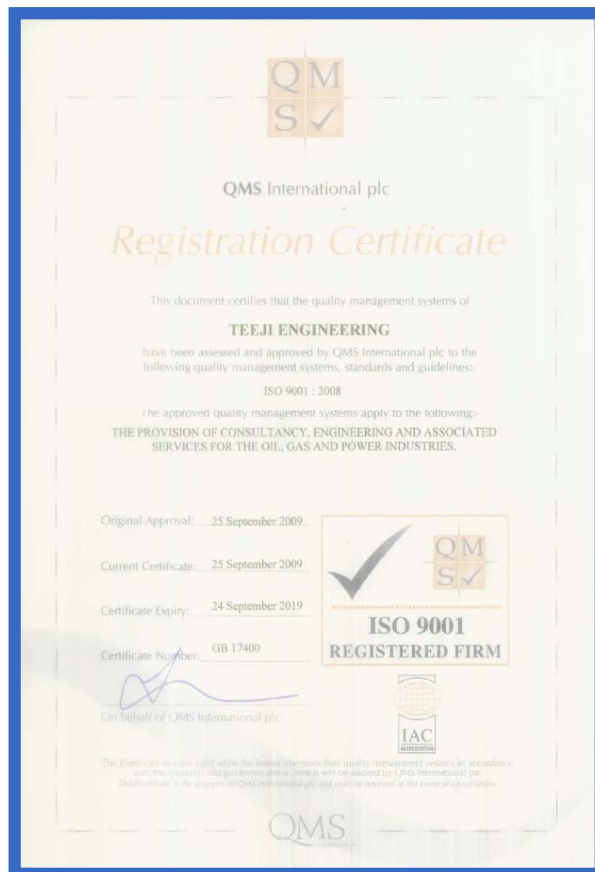 QM
S
QMS International plc
Registration Certificate
This document certifies that the quality management systems of
TEEJI ENGINEERING
have been assessed and approved by QMS International plc to the
following quality management systems, standards and guidelines:-
ISO 9001 : 2008
The approved quality management systems apply to the following:-
THE PROVISION OF CONSULTANCY, ENGINEERING AND ASSOCIATED
SERVICES FOR THE OIL, GAS AND POWER INDUSTRIES.
Original Approval: 25 September 2009
Current Certificate: 25 September 2009
Certificate Expiry: 24 September 2019
Certificate Number: GB 17400
On behalf of QMS International plc
QM
S
ISO 9001
REGISTERED FIRM
IAC
ACCREDITATION
This Certificate remains valid while the holder maintains their quality management systems in accordance
with the standards and guidelines above, which will be audited by QMS International plc
This Certificate is the property of QMS International plc and must be returned in the event of cancellation.
QMS